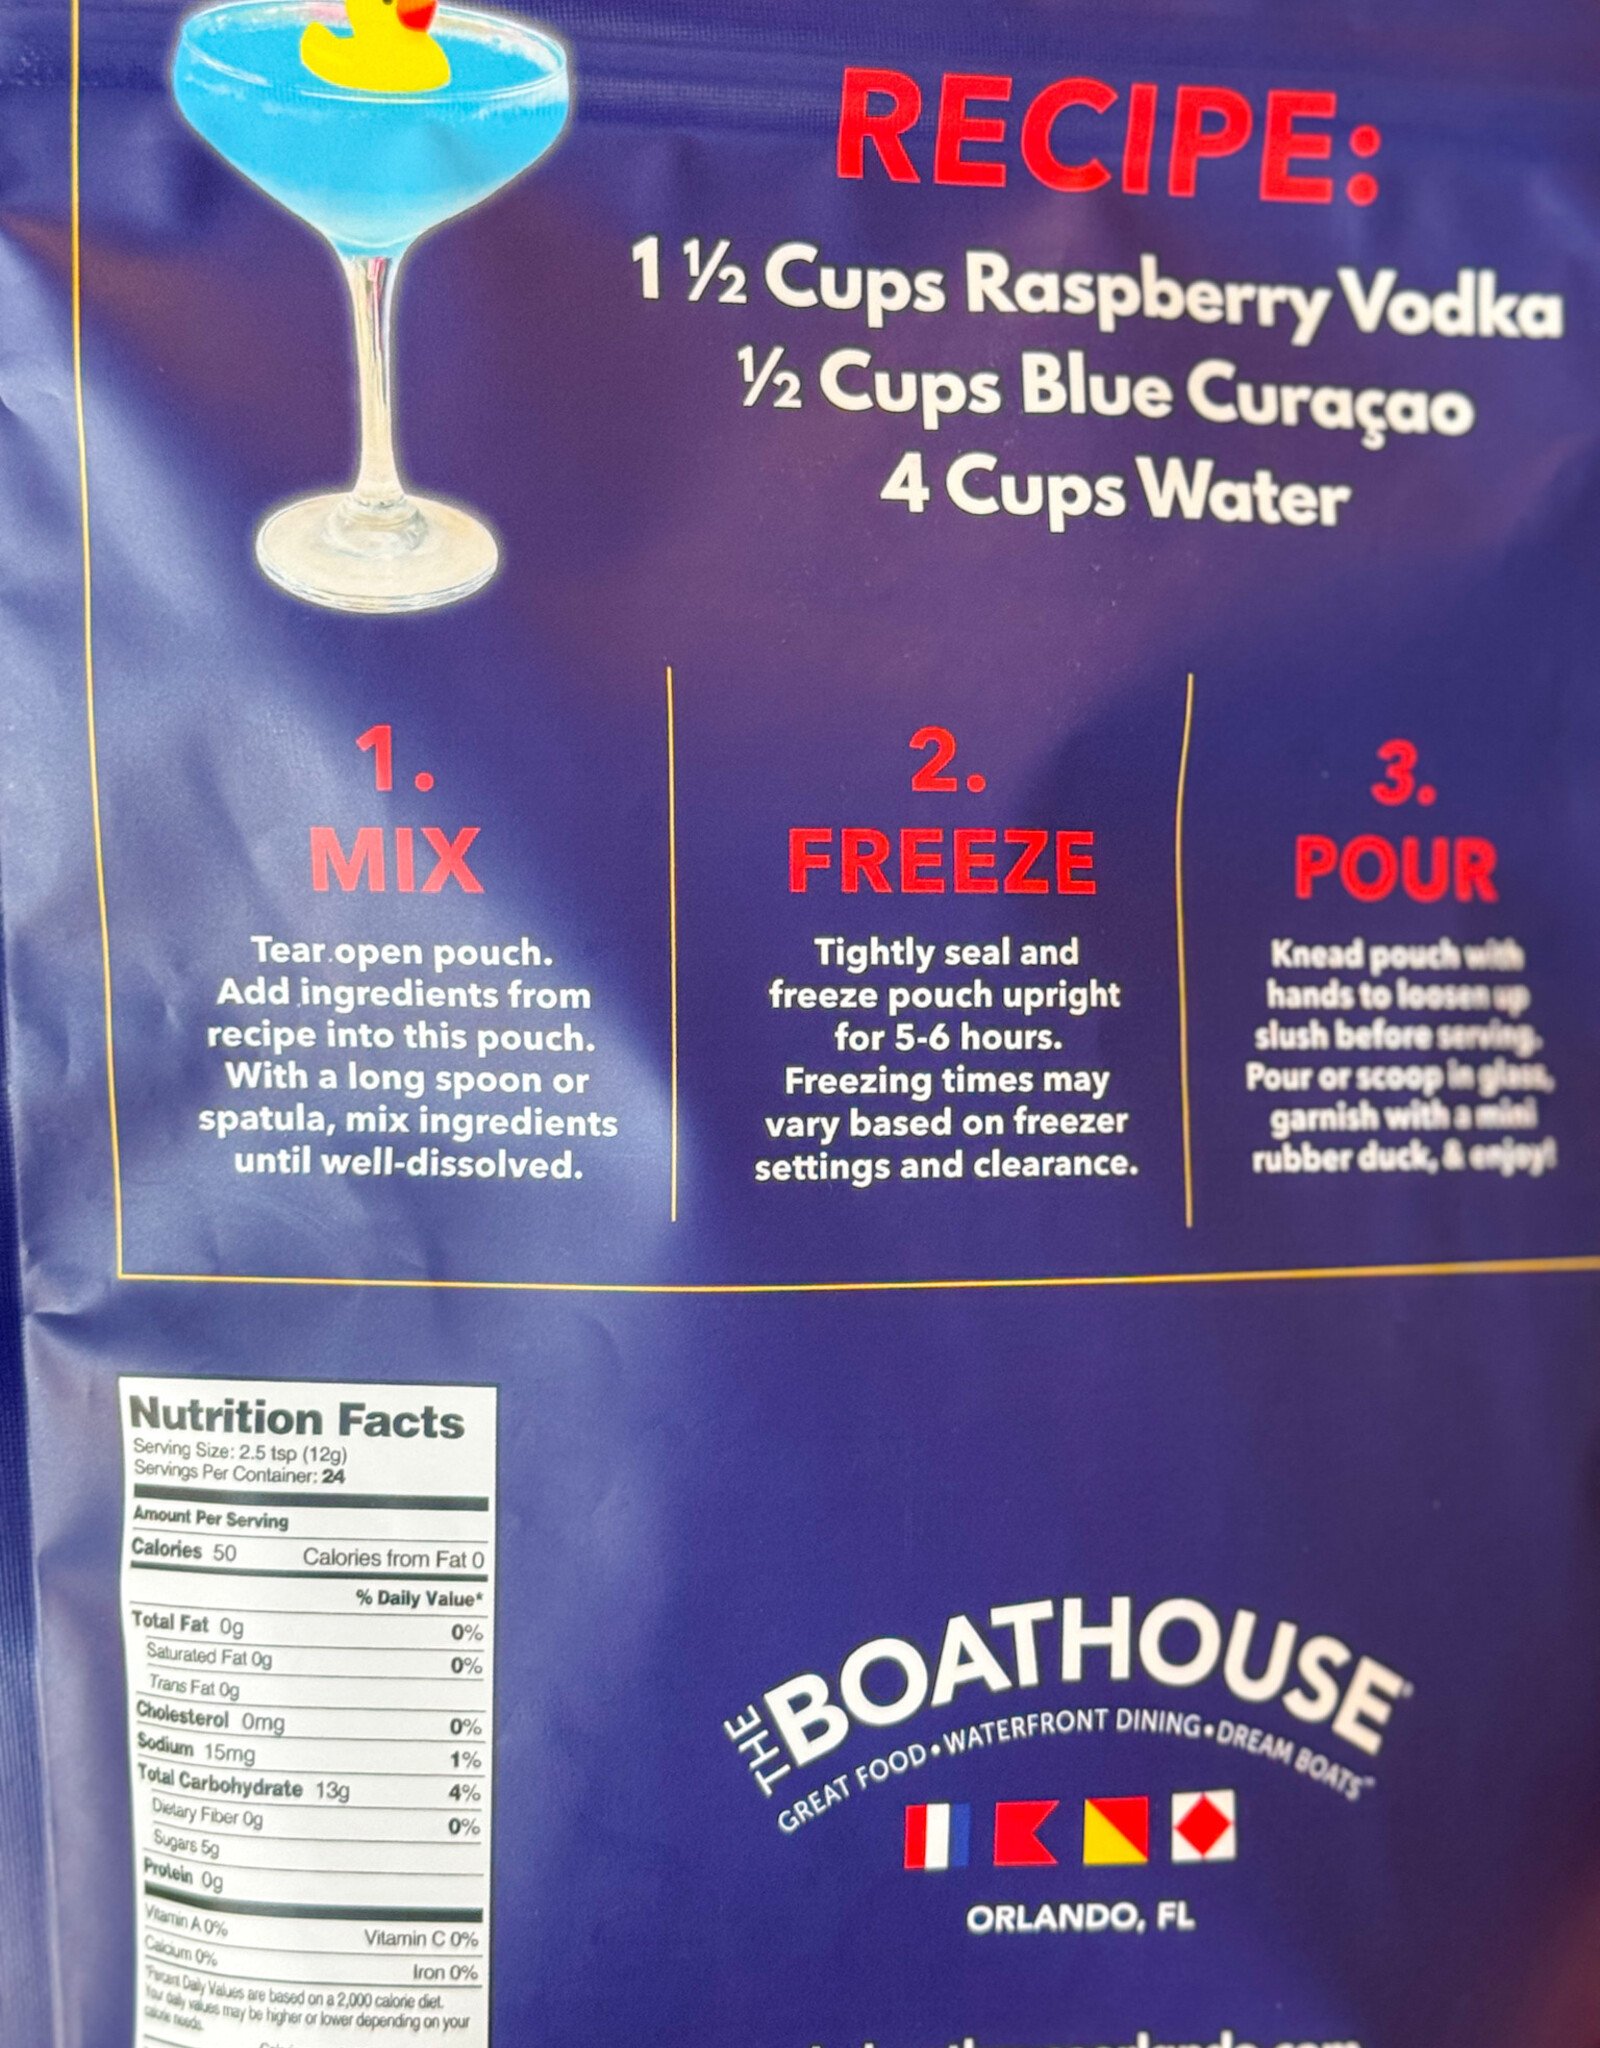 RECIPE:
1 ½ Cups Raspberry Vodka
½ Cups Blue Curaçao
4 Cups Water
1.
MIX
Tear open pouch.
Add ingredients from
recipe into this pouch.
With a long spoon or
spatula, mix ingredients
until well-dissolved.
2.
FREEZE
Tightly seal and
freeze pouch upright
for 5-6 hours.
Freezing times may
vary based on freezer
settings and clearance.
3.
POUR
Knead pouch with
hands to loosen up
slush before serving.
Pour or scoop in glass,
garnish with a mini
rubber duck, & enjoy!
Nutrition Facts
Serving Size: 2.5 tsp (12g)
Servings Per Container: 24
Amount Per Serving
Calories 50 Calories from Fat 0
% Daily Value*
Total Fat 0g 0%
Saturated Fat 0g 0%
Trans Fat 0g
Cholesterol 0mg 0%
Sodium 15mg 1%
Total Carbohydrate 13g 4%
Dietary Fiber 0g 0%
Sugars 5g
Protein 0g
Vitamin A 0% Vitamin C 0%
Calcium 0% Iron 0%
*Percent Daily Values are based on a 2,000 calorie diet.
Your daily values may be higher or lower depending on your
calorie needs.
THE BOATHOUSE®
GREAT FOOD • WATERFRONT DINING • DREAM BOATS™
ORLANDO, FL